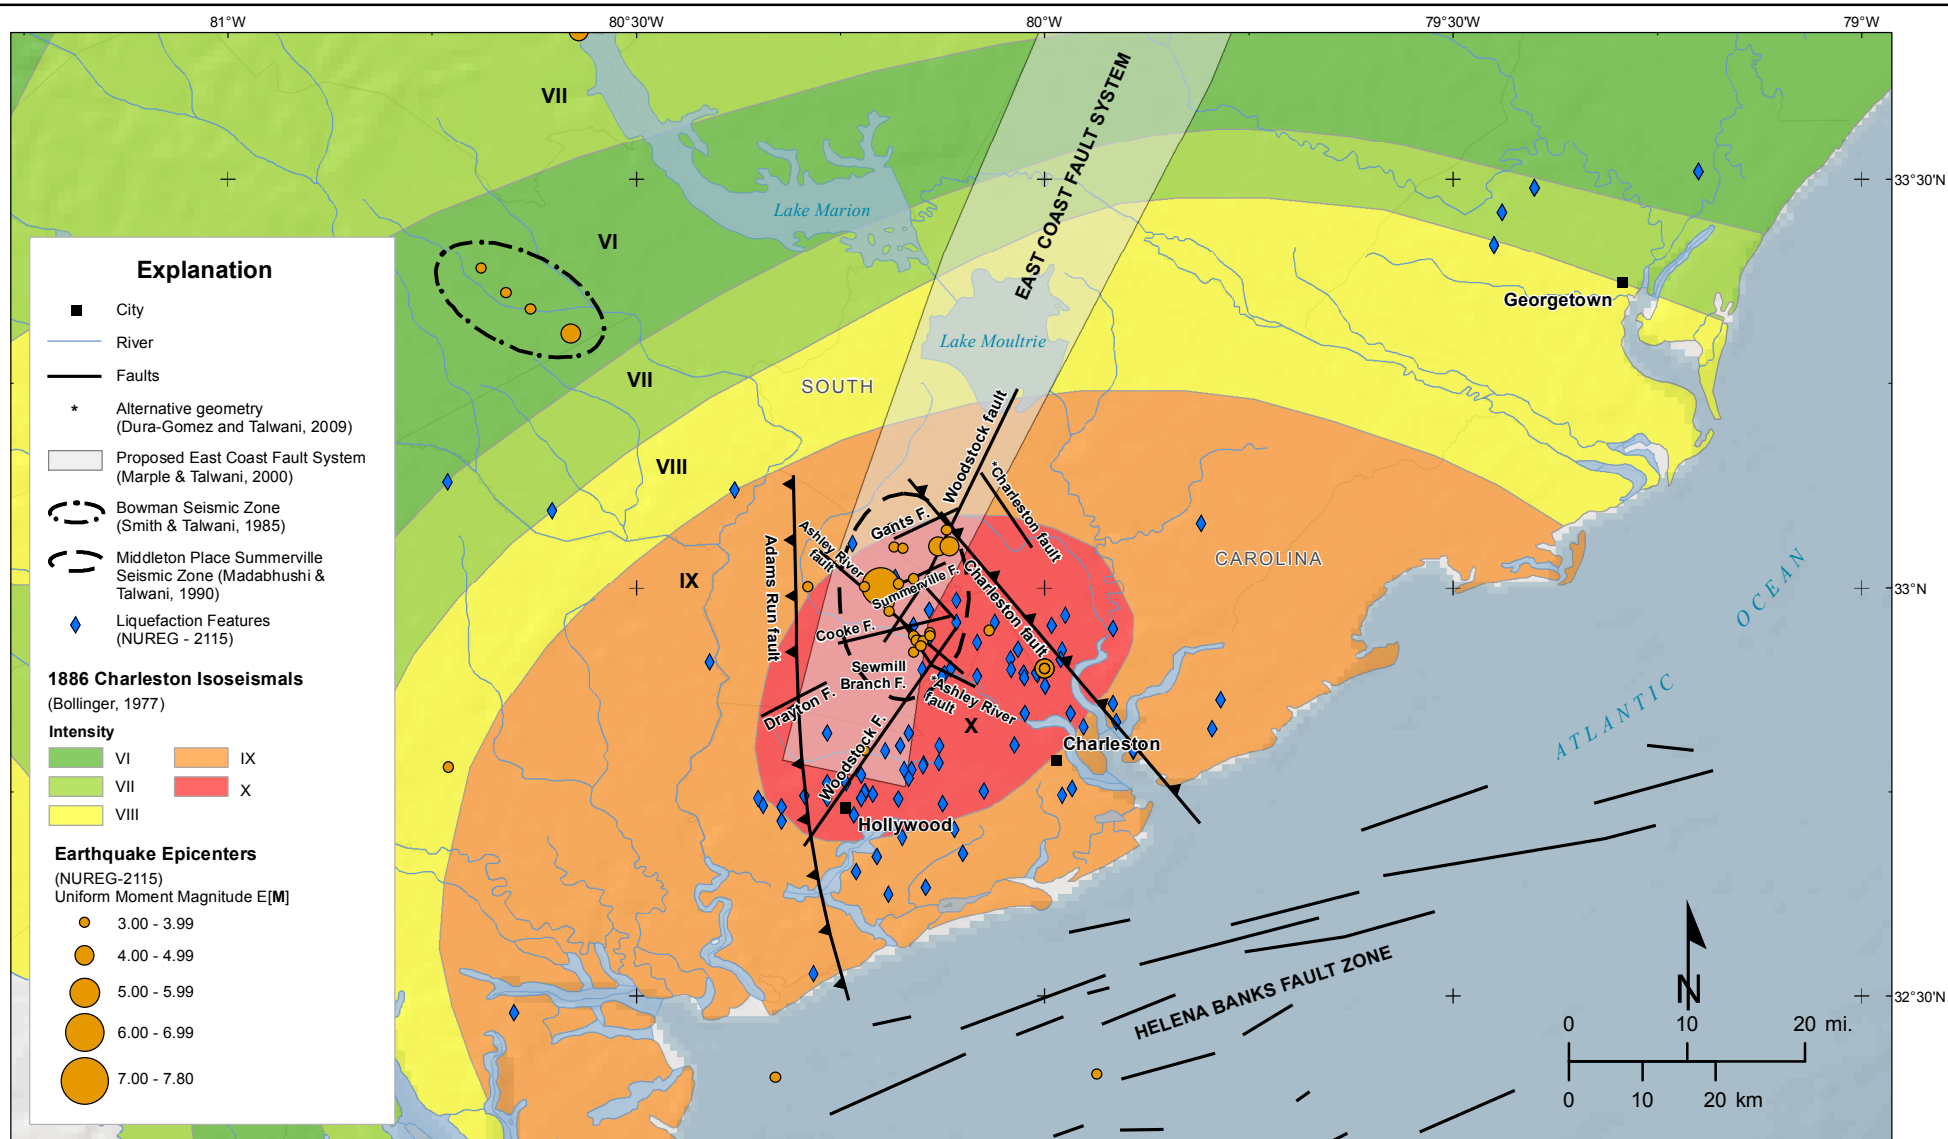 81°W
80°30'W
80°W
79°30'W
79°W
33°30'N
33°N
32°30'N
VII
VI
VII
VIII
IX
X
Lake Marion
Lake Moultrie
EAST COAST FAULT SYSTEM
SOUTH
CAROLINA
Georgetown
Charleston
Hollywood
ATLANTIC
OCEAN
Woodstock fault
*Charleston fault
Gants F.
Ashley River
fault
Summerville F.
Charleston fault
Adams Run fault
Cooke F.
Sewmill
Branch F.
*Ashley River
fault
Drayton F.
Woodstock F.
HELENA BANKS FAULT ZONE
N
0 10 20 mi.
0 10 20 km
Explanation
City
River
Faults
* Alternative geometry
(Dura-Gomez and Talwani, 2009)
Proposed East Coast Fault System
(Marple & Talwani, 2000)
Bowman Seismic Zone
(Smith & Talwani, 1985)
Middleton Place Summerville
Seismic Zone (Madabhushi &
Talwani, 1990)
Liquefaction Features
(NUREG - 2115)
1886 Charleston Isoseismals
(Bollinger, 1977)
Intensity
VI IX
VII X
VIII
Earthquake Epicenters
(NUREG-2115)
Uniform Moment Magnitude E[M]
3.00 - 3.99
4.00 - 4.99
5.00 - 5.99
6.00 - 6.99
7.00 - 7.80